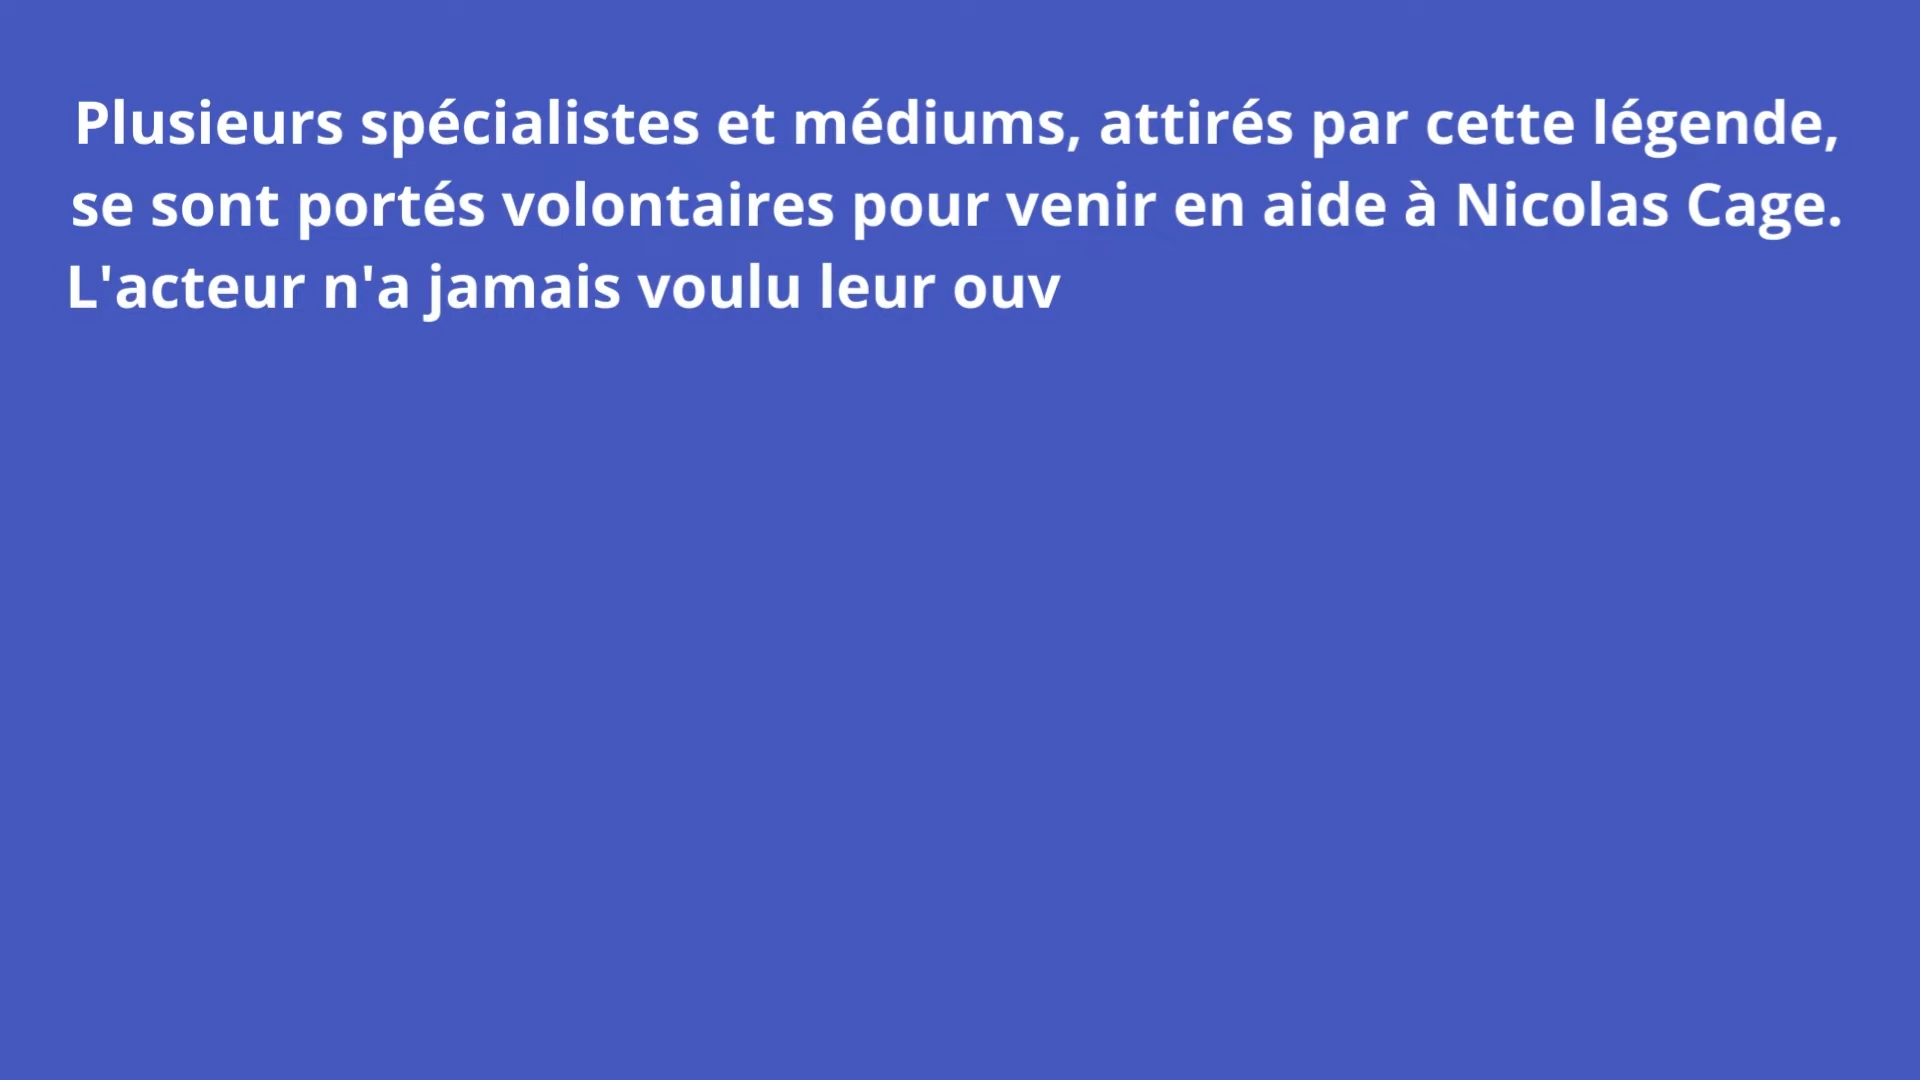 Plusieurs spécialistes et médiums, attirés par cette légende,
se sont portés volontaires pour venir en aide à Nicolas Cage.
L'acteur n'a jamais voulu leur ouv